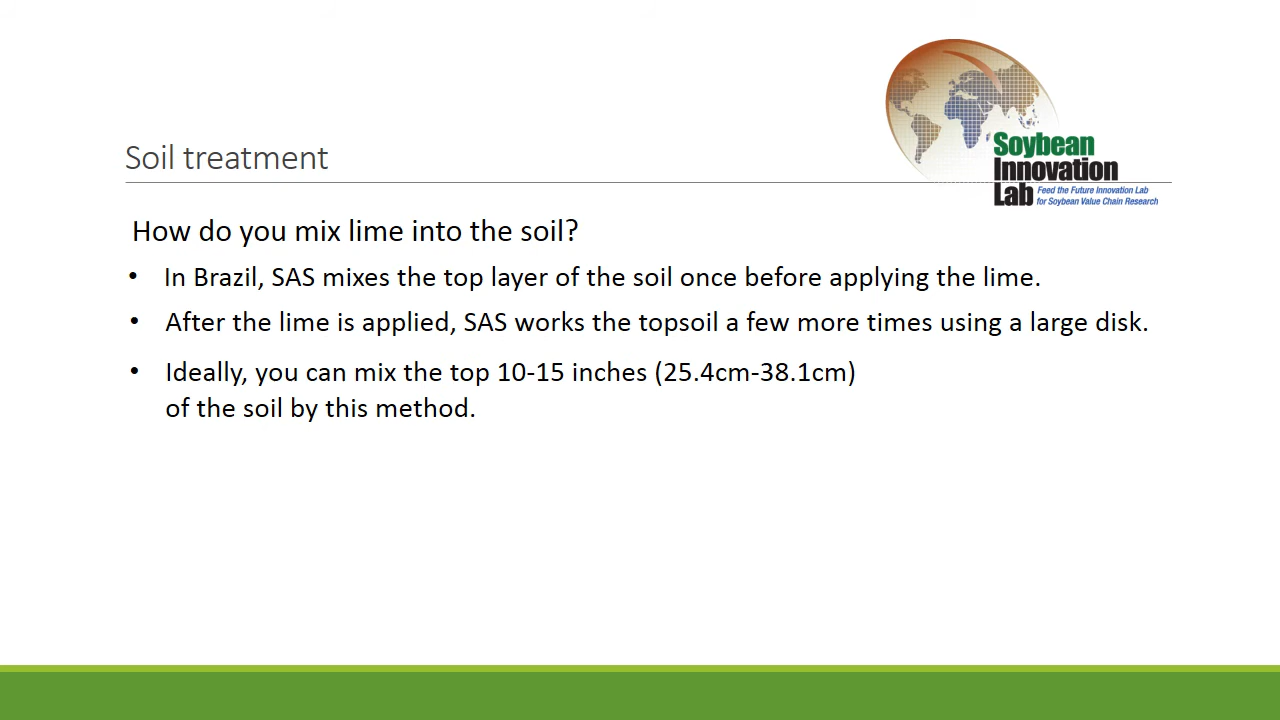 Soil treatment
Soybean
Innovation
Lab
Feed the Future Innovation Lab
for Soybean Value Chain Research
How do you mix lime into the soil?
• In Brazil, SAS mixes the top layer of the soil once before applying the lime.
• After the lime is applied, SAS works the topsoil a few more times using a large disk.
• Ideally, you can mix the top 10-15 inches (25.4cm-38.1cm)
of the soil by this method.